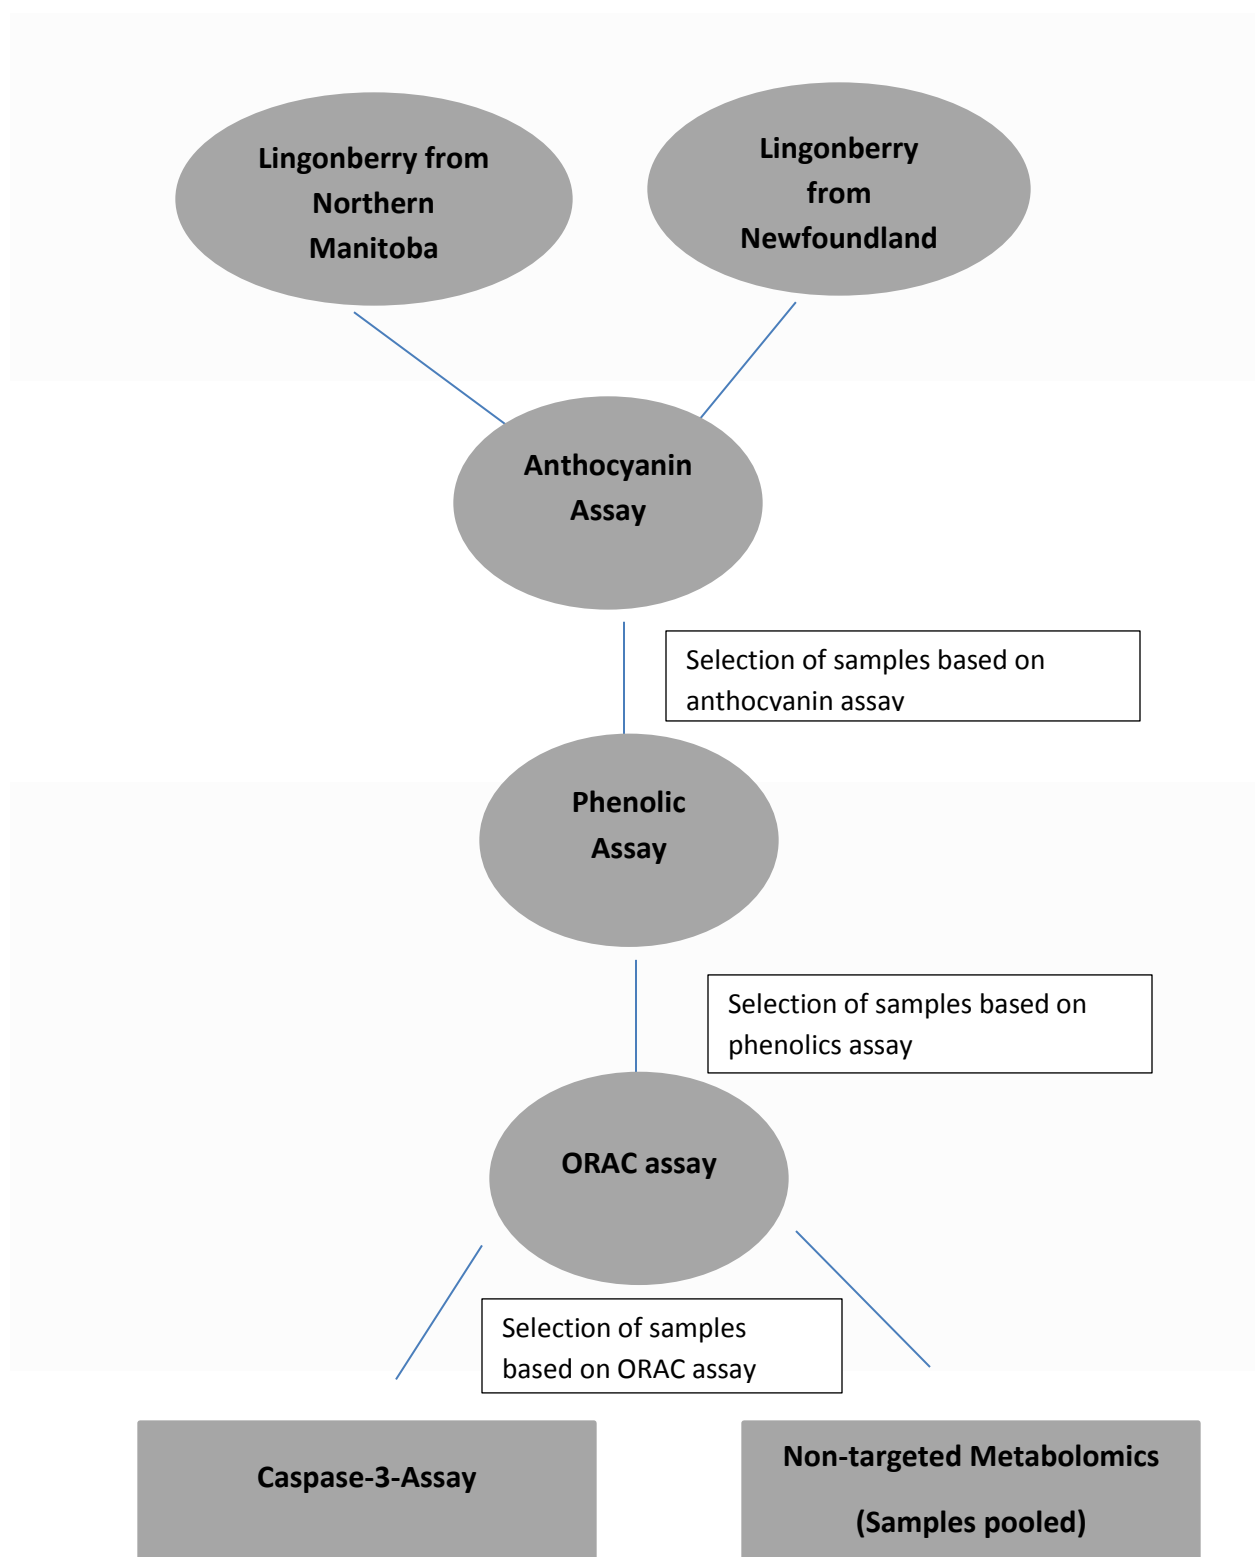 Lingonberry from
Northern
Manitoba
Lingonberry
from
Newfoundland
Anthocyanin
Assay
Selection of samples based on
anthocyanin assay
Phenolic
Assay
Selection of samples based on
phenolics assay
ORAC assay
Selection of samples
based on ORAC assay
Caspase-3-Assay
Non-targeted Metabolomics
(Samples pooled)